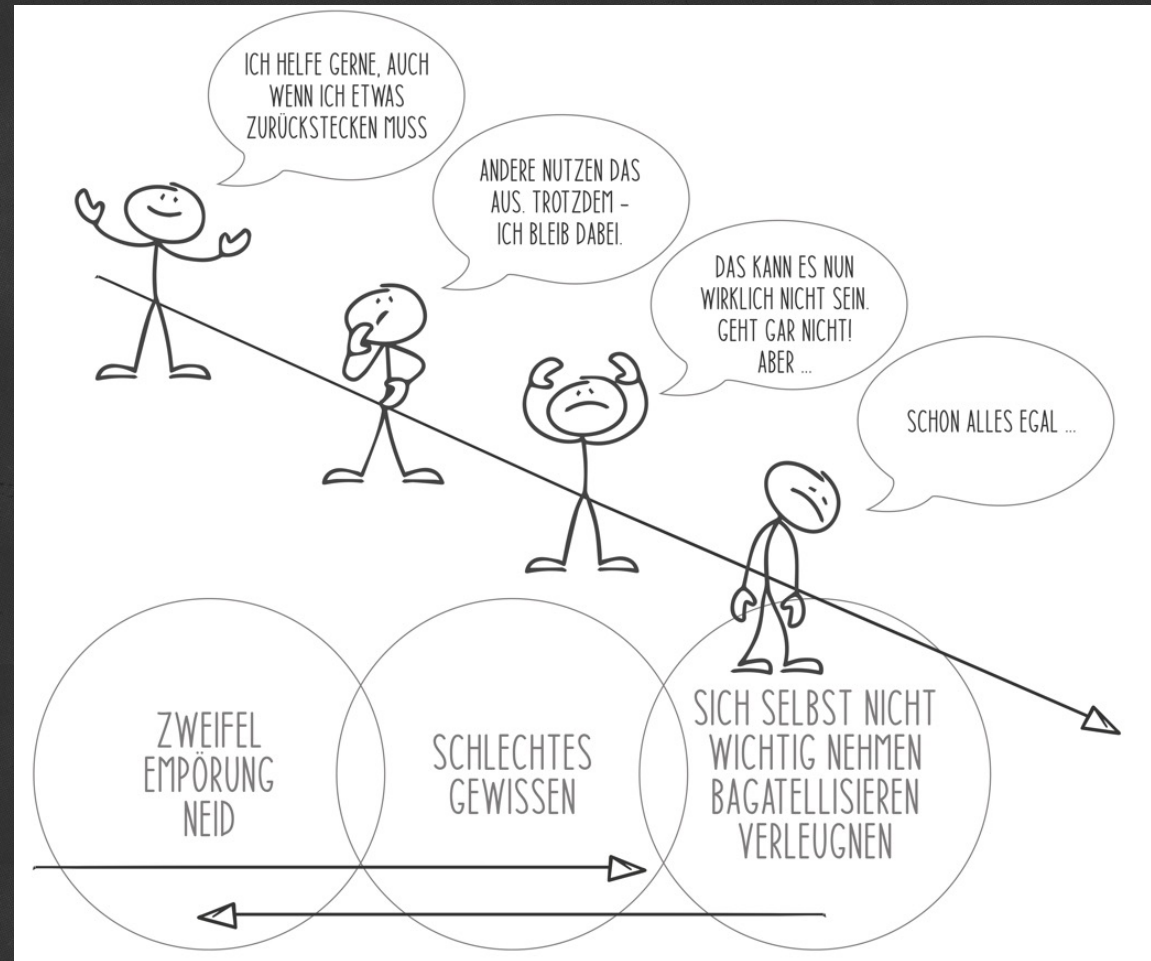 ICH HELFE GERNE, AUCH
WENN ICH ETWAS
ZURÜCKSTECKEN MUSS
ANDERE NUTZEN DAS
AUS. TROTZDEM –
ICH BLEIB DABEI.
DAS KANN ES NUN
WIRKLICH NICHT SEIN.
GEHT GAR NICHT!
ABER ...
SCHON ALLES EGAL ...
ZWEIFEL
EMPÖRUNG
NEID
SCHLECHTES
GEWISSEN
SICH SELBST NICHT
WICHTIG NEHMEN
BAGATELLISIEREN
VERLEUGNEN